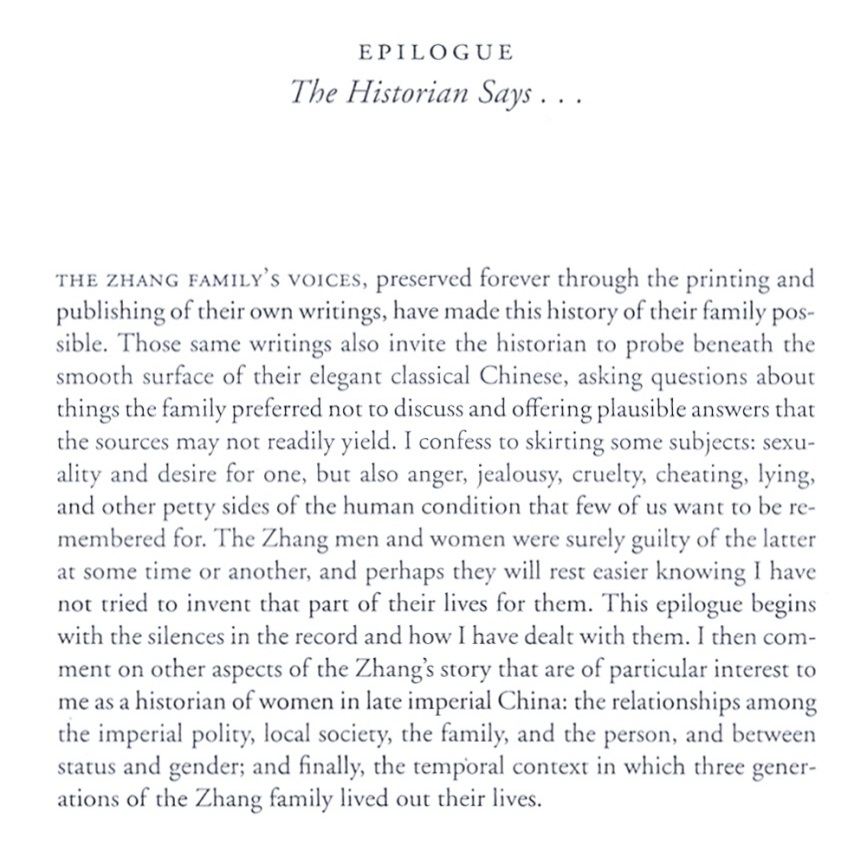 EPILOGUE
The Historian Says . . .
THE ZHANG FAMILY'S VOICES, preserved forever through the printing and
publishing of their own writings, have made this history of their family pos-
sible. Those same writings also invite the historian to probe beneath the
smooth surface of their elegant classical Chinese, asking questions about
things the family preferred not to discuss and offering plausible answers that
the sources may not readily yield. I confess to skirting some subjects: sexu-
ality and desire for one, but also anger, jealousy, cruelty, cheating, lying,
and other petty sides of the human condition that few of us want to be re-
membered for. The Zhang men and women were surely guilty of the latter
at some time or another, and perhaps they will rest easier knowing I have
not tried to invent that part of their lives for them. This epilogue begins
with the silences in the record and how I have dealt with them. I then com-
ment on other aspects of the Zhang's story that are of particular interest to
me as a historian of women in late imperial China: the relationships among
the imperial polity, local society, the family, and the person, and between
status and gender; and finally, the temporal context in which three gener-
ations of the Zhang family lived out their lives.